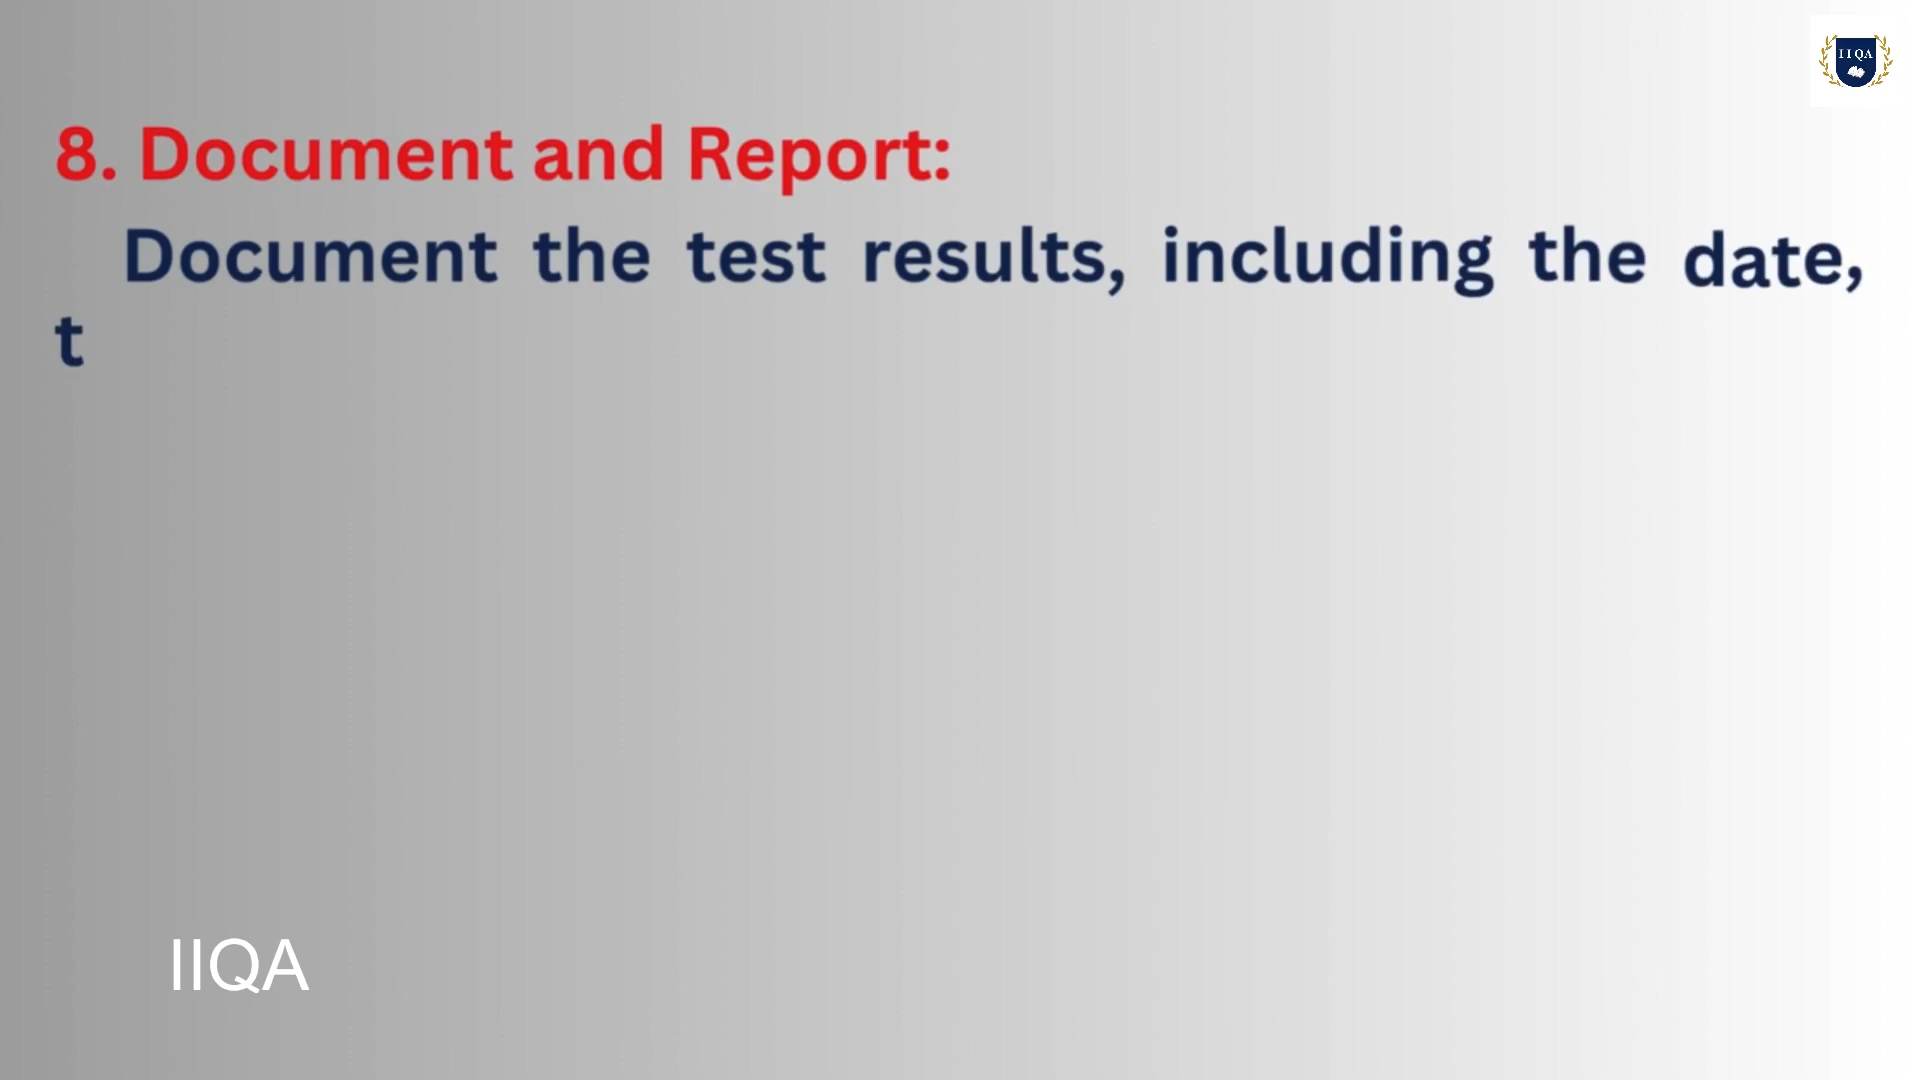 IIQA
8. Document and Report:
Document the test results, including the date,
t
IIQA